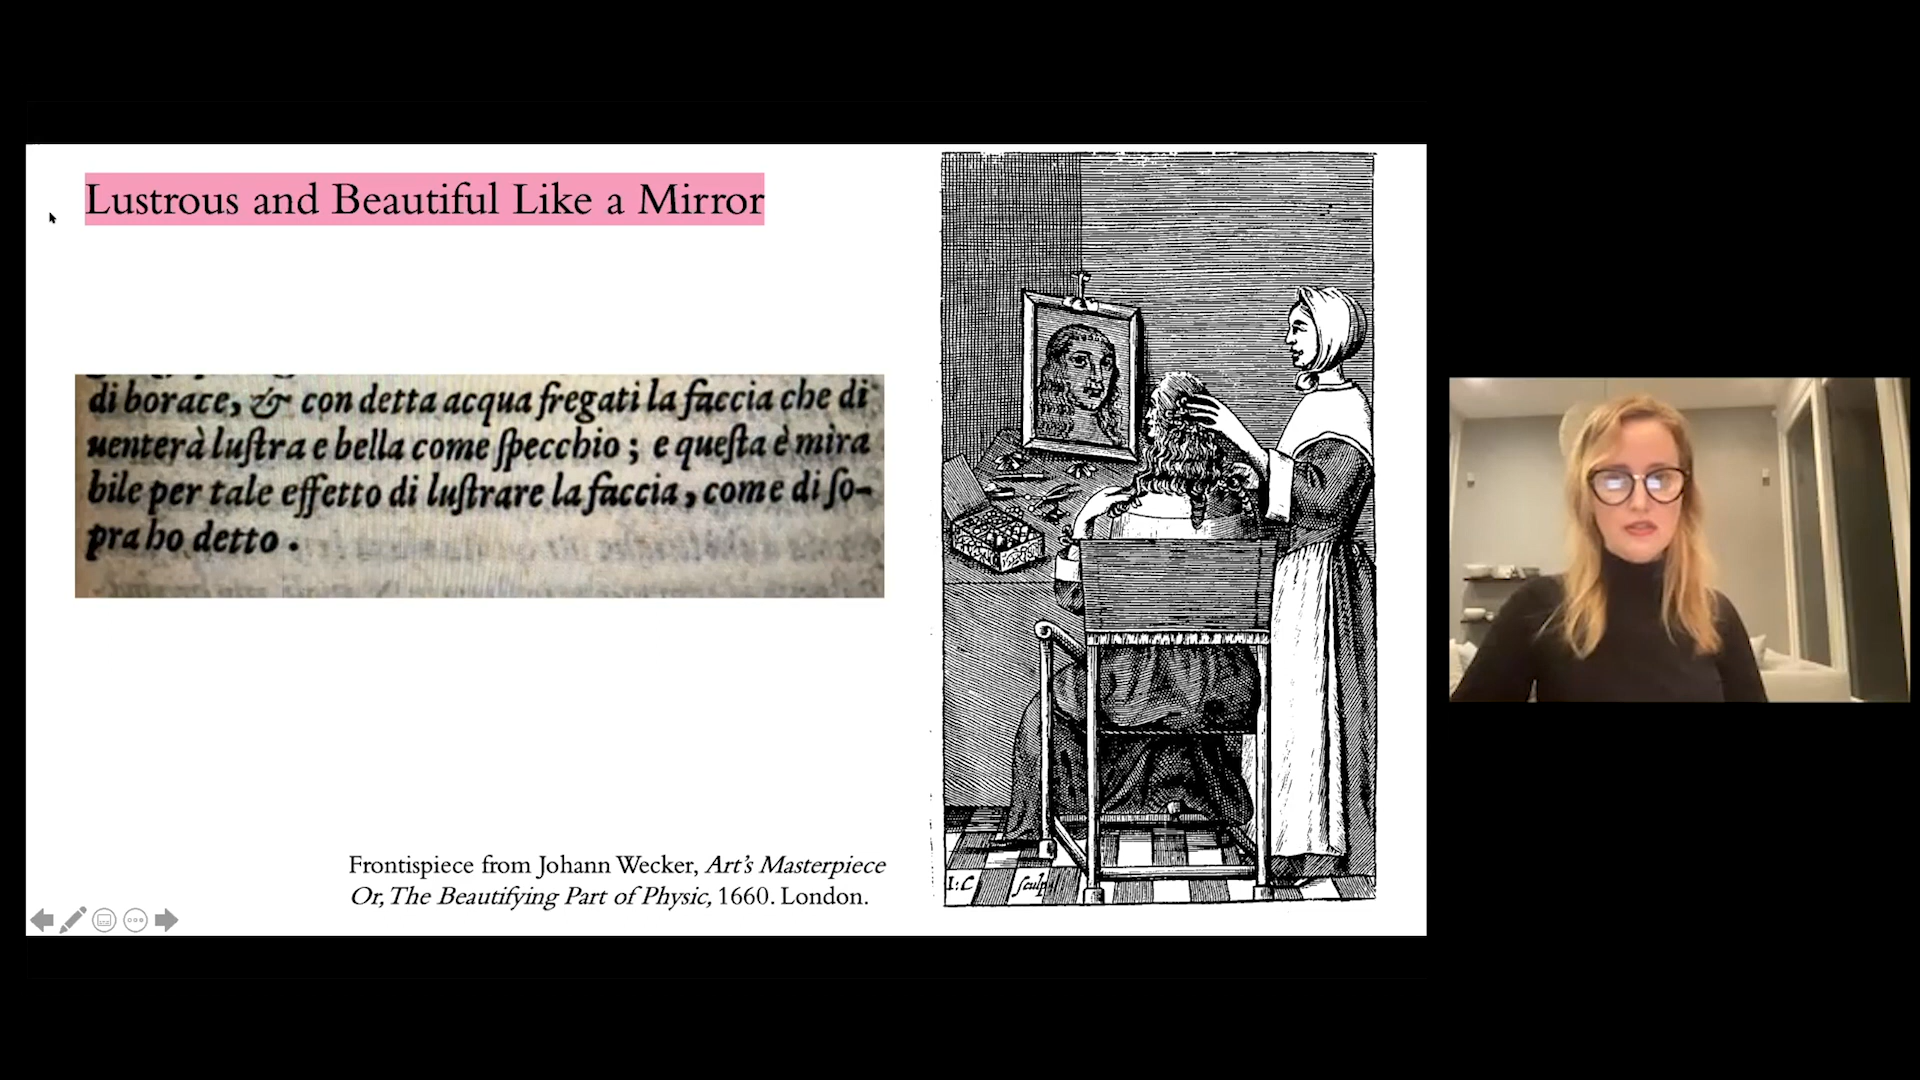 Lustrous and Beautiful Like a Mirror
di borace, & con detta acqua fregati la faccia che di
uenterà luſtra e bella come ſpecchio ; e queſta è mira
bile per tale effetto di luſtrare la faccia, come di ſo-
pra ho detto .
Frontispiece from Johann Wecker, Art's Masterpiece
Or, The Beautifying Part of Physic, 1660. London.
I:C ſculp